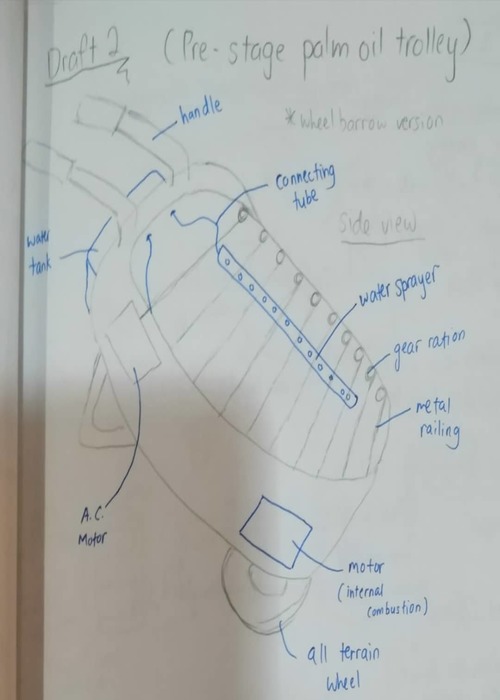 Draft 2 (Pre-stage palm oil trolley)
handle
*wheel barrow version
connecting
tube
Side view
water
tank
water sprayer
gear ration
metal
railing
A.C.
Motor
motor
(internal
combustion)
all terrain
wheel